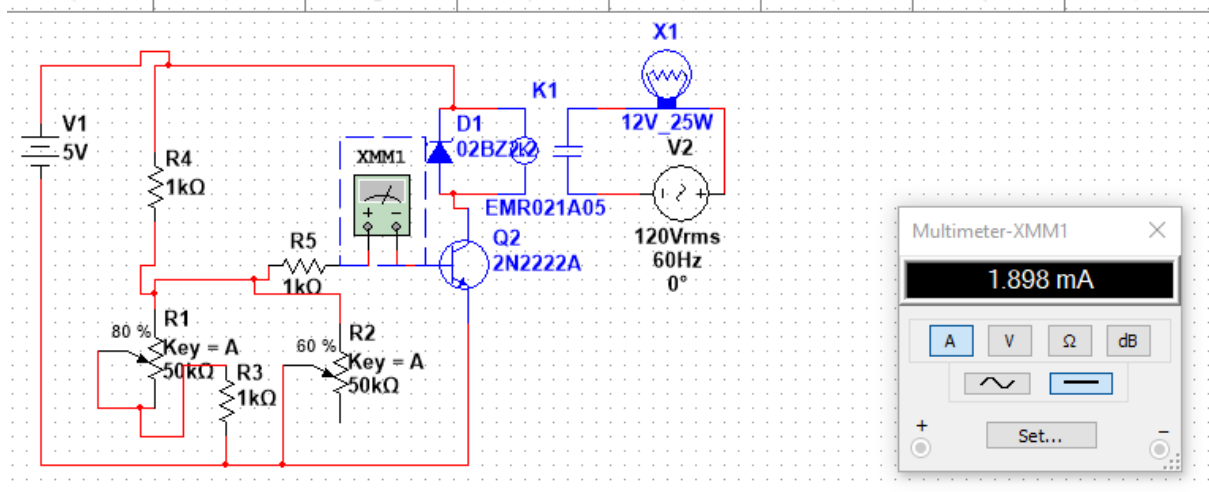 X1
K1
V1
5V
D1
12V_25W
02BZ2.2
V2
R4
1kΩ
XMM1
EMR021A05
R5
1kΩ
Q2
2N2222A
120Vrms
60Hz
0°
R1
80 %
Key = A
50kΩ
R2
60 %
Key = A
50kΩ
R3
1kΩ
Multimeter-XMM1
1.898 mA
A V Ω dB
+ Set... −